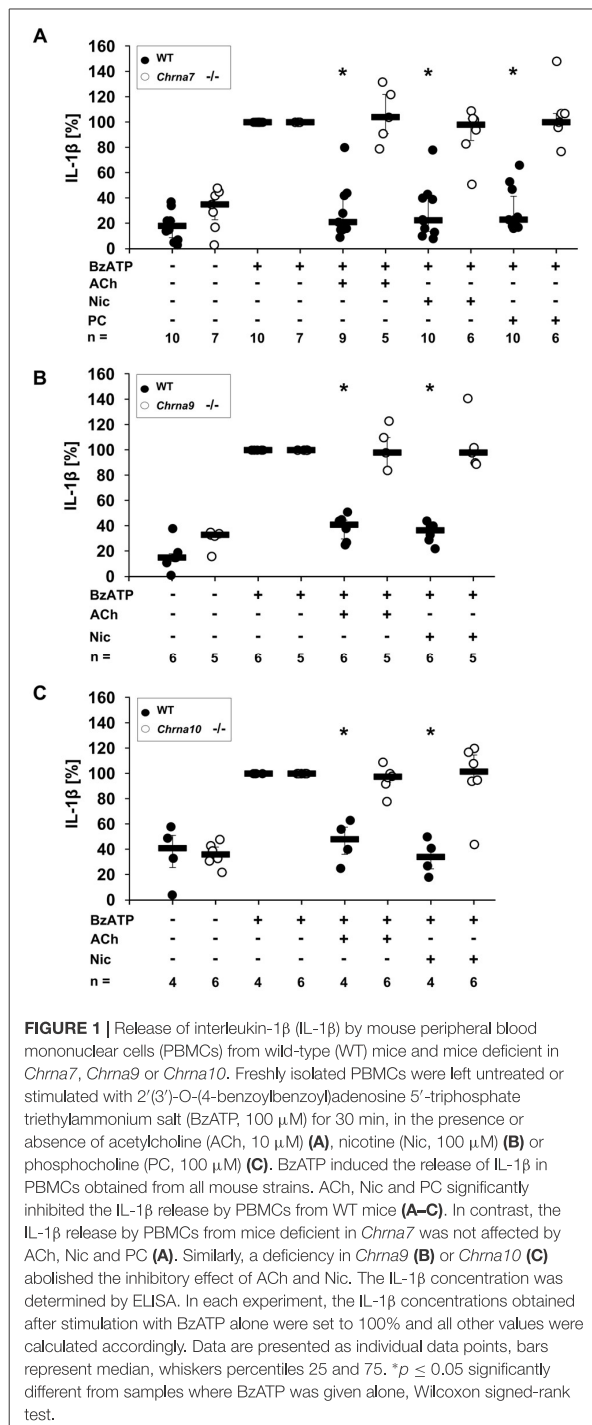 A
WT
Chrna7 -/-
IL-1β [%]
160
140
120
100
80
60
40
20
0
* * *
BzATP - - + + + + + + + +
ACh - - - - + + - - - -
Nic - - - - - - + + - -
PC - - - - - - - - + +
n = 10 7 10 7 9 5 10 6 10 6
B
WT
Chrna9 -/-
IL-1β [%]
160
140
120
100
80
60
40
20
0
* *
BzATP - - + + + + + +
ACh - - - - + + - -
Nic - - - - - - + +
n = 6 5 6 5 6 5 6 5
C
WT
Chrna10 -/-
IL-1β [%]
160
140
120
100
80
60
40
20
0
* *
BzATP - - + + + + + +
ACh - - - - + + - -
Nic - - - - - - + +
n = 4 6 4 6 4 6 4 6
FIGURE 1 | Release of interleukin-1β (IL-1β) by mouse peripheral blood
mononuclear cells (PBMCs) from wild-type (WT) mice and mice deficient in
Chrna7, Chrna9 or Chrna10. Freshly isolated PBMCs were left untreated or
stimulated with 2′(3′)-O-(4-benzoylbenzoyl)adenosine 5′-triphosphate
triethylammonium salt (BzATP, 100 μM) for 30 min, in the presence or
absence of acetylcholine (ACh, 10 μM) (A), nicotine (Nic, 100 μM) (B) or
phosphocholine (PC, 100 μM) (C). BzATP induced the release of IL-1β in
PBMCs obtained from all mouse strains. ACh, Nic and PC significantly
inhibited the IL-1β release by PBMCs from WT mice (A–C). In contrast, the
IL-1β release by PBMCs from mice deficient in Chrna7 was not affected by
ACh, Nic and PC (A). Similarly, a deficiency in Chrna9 (B) or Chrna10 (C)
abolished the inhibitory effect of ACh and Nic. The IL-1β concentration was
determined by ELISA. In each experiment, the IL-1β concentrations obtained
after stimulation with BzATP alone were set to 100% and all other values were
calculated accordingly. Data are presented as individual data points, bars
represent median, whiskers percentiles 25 and 75. *p ≤ 0.05 significantly
different from samples where BzATP was given alone, Wilcoxon signed-rank
test.